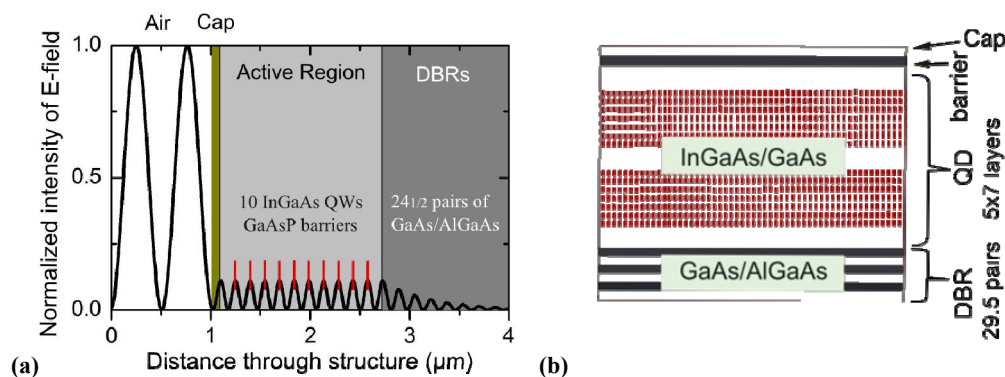 Air Cap
1.0
Active Region
DBRs
Normalized intensity of E-field
0.5
10 InGaAs QWs
GaAsP barriers
24 1/2 pairs of
GaAs/AlGaAs
0.0
0 1 2 3 4
Distance through structure (μm)
(a)
Cap
barrier
InGaAs/GaAs
QD
5x7 layers
GaAs/AlGaAs
DBR
29.5 pairs
(b)